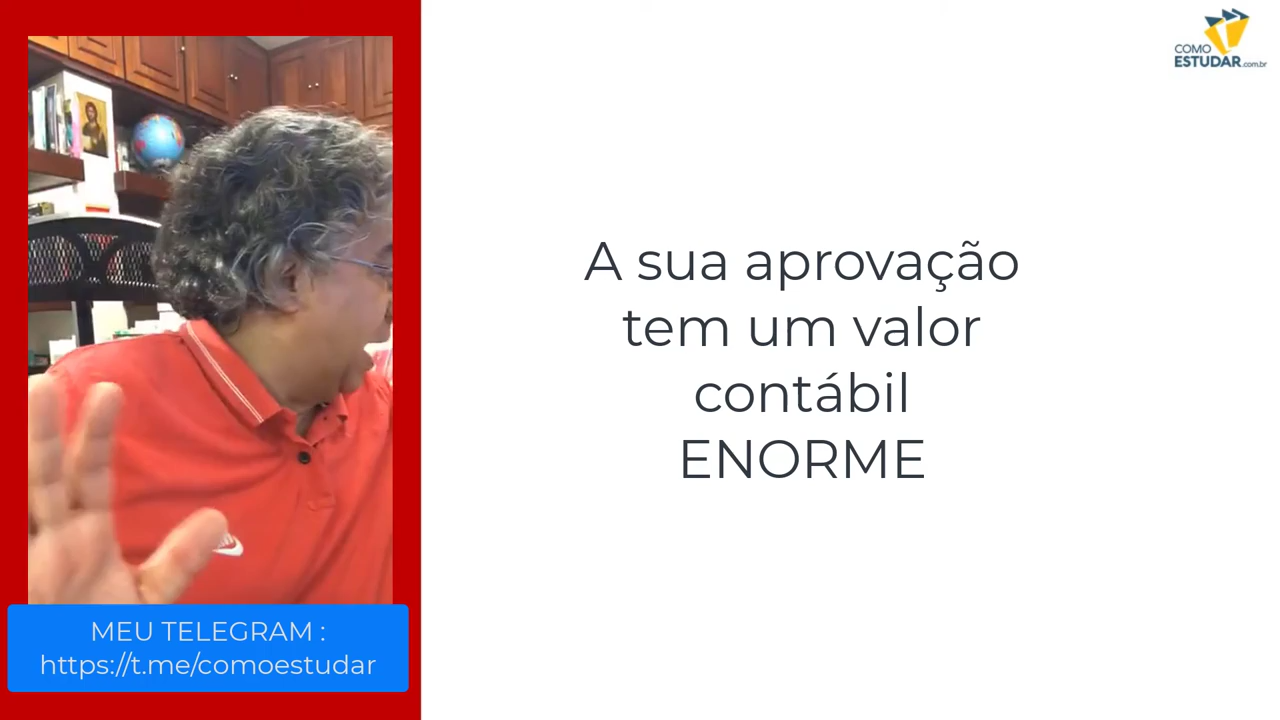 COMO
ESTUDAR.com.br
A sua aprovação
tem um valor
contábil
ENORME
MEU TELEGRAM :
https://t.me/comoestudar